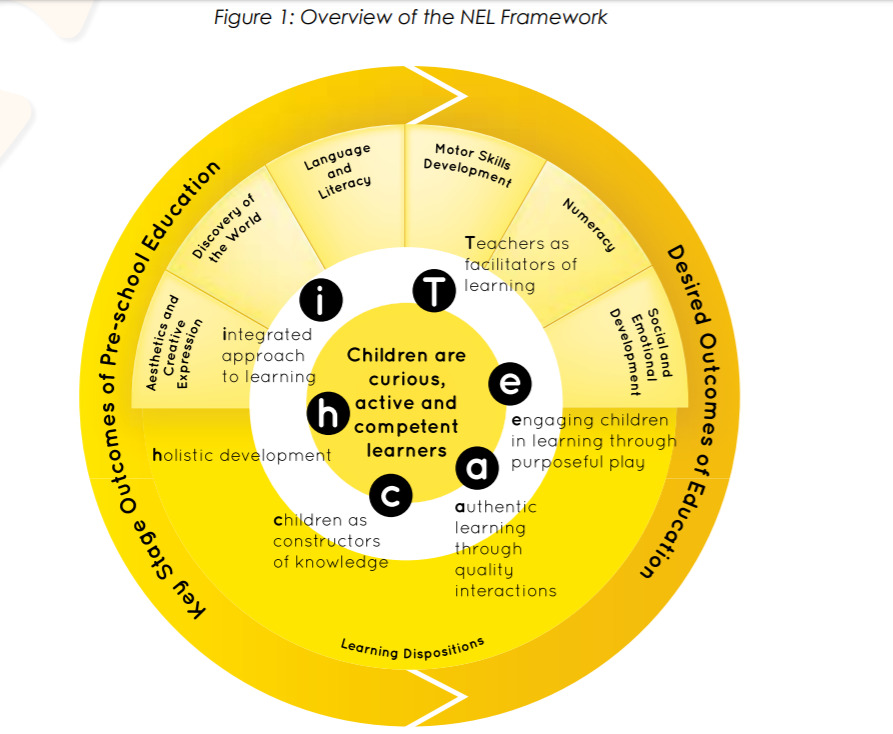 Figure 1: Overview of the NEL Framework
Key Stage Outcomes of Pre-school Education
Desired Outcomes of Education
Aesthetics and
Creative
Expression
Discovery of
the World
Language
and
Literacy
Motor Skills
Development
Numeracy
Social and
Emotional
Development
i
integrated
approach
to learning
T
Teachers as
facilitators of
learning
e
engaging children
in learning through
purposeful play
a
authentic
learning
through
quality
interactions
c
children as
constructors
of knowledge
h
holistic development
Children are
curious,
active and
competent
learners
Learning Dispositions